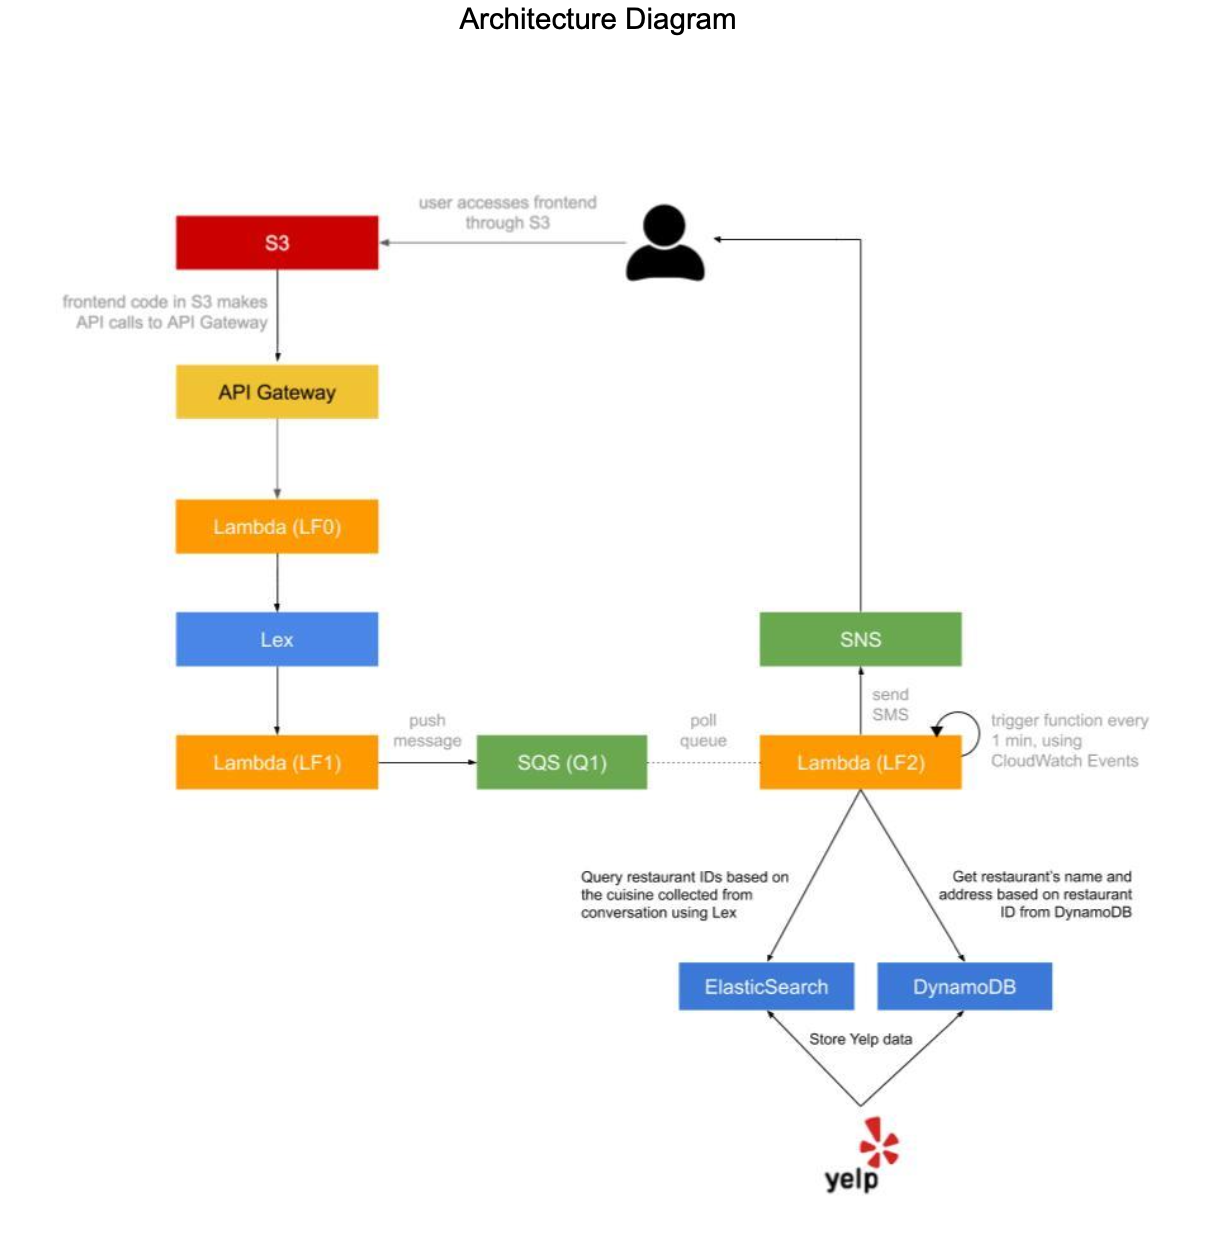 Architecture Diagram
user accesses frontend
through S3
S3
frontend code in S3 makes
API calls to API Gateway
API Gateway
Lambda (LF0)
Lex
SNS
send
SMS
push
message
poll
queue
trigger function every
1 min, using
CloudWatch Events
Lambda (LF1)
SQS (Q1)
Lambda (LF2)
Query restaurant IDs based on
the cuisine collected from
conversation using Lex
Get restaurant's name and
address based on restaurant
ID from DynamoDB
ElasticSearch
DynamoDB
Store Yelp data
yelp